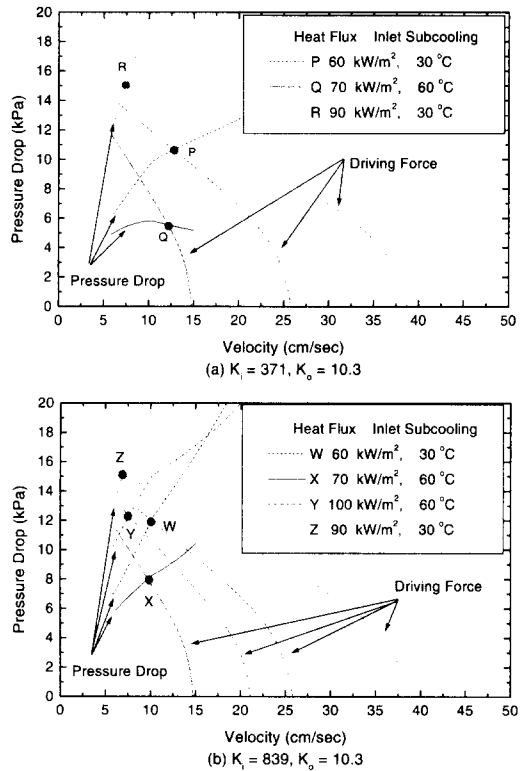 20
18
16
14
12
10
8
6
4
2
0
Pressure Drop (kPa)
Heat Flux Inlet Subcooling
P 60 kW/m², 30 °C
Q 70 kW/m², 60 °C
R 90 kW/m², 30 °C
R
P
Q
Driving Force
Pressure Drop
0 5 10 15 20 25 30 35 40 45 50
Velocity (cm/sec)
(a) Kᵢ = 371, Kₒ = 10.3
20
18
16
14
12
10
8
6
4
2
0
Pressure Drop (kPa)
Heat Flux Inlet Subcooling
W 60 kW/m², 30 °C
X 70 kW/m², 60 °C
Y 100 kW/m², 60 °C
Z 90 kW/m², 30 °C
Z
Y
W
X
Driving Force
Pressure Drop
0 5 10 15 20 25 30 35 40 45 50
Velocity (cm/sec)
(b) Kᵢ = 839, Kₒ = 10.3